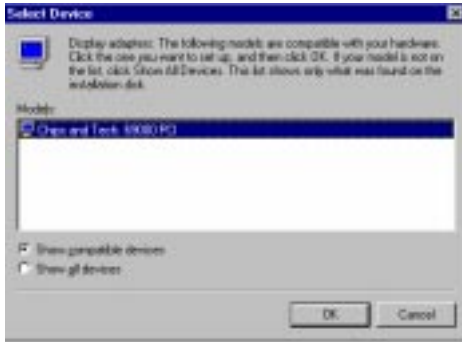 Select Device
Display adapters: The following models are compatible with your hardware.
Click the one you want to set up, and then click OK. If your model is not on
the list, click Show All Devices. This list shows only what was found on the
installation disk.
Models:
Chips and Tech. 69000 PCI
Show compatible devices
Show all devices
OK
Cancel